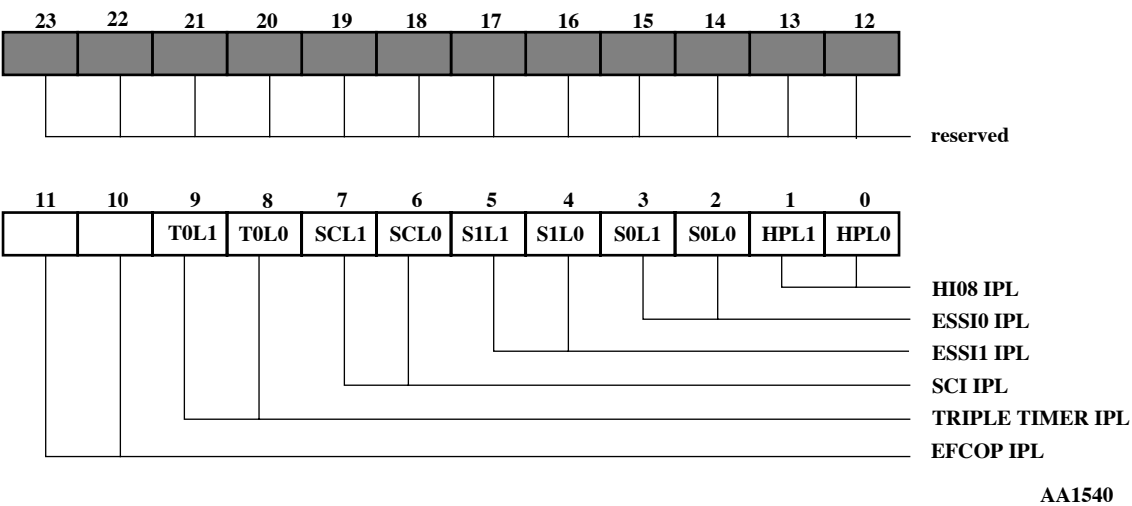 23 22 21 20 19 18 17 16 15 14 13 12
reserved
11 10 9 8 7 6 5 4 3 2 1 0
T0L1 T0L0 SCL1 SCL0 S1L1 S1L0 S0L1 S0L0 HPL1 HPL0
HI08 IPL
ESSI0 IPL
ESSI1 IPL
SCI IPL
TRIPLE TIMER IPL
EFCOP IPL
AA1540